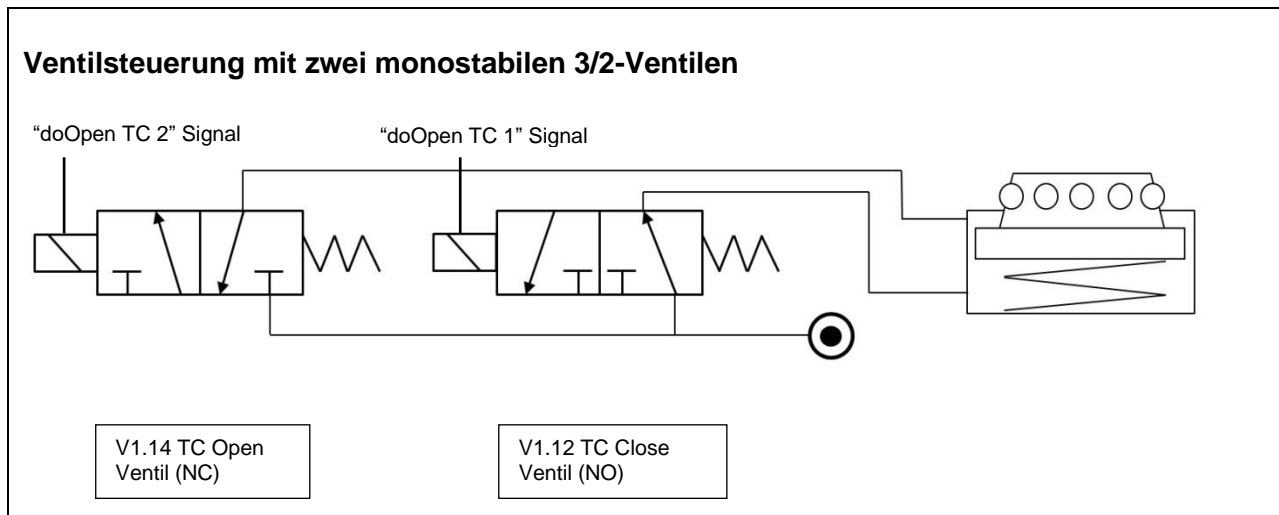 Ventilsteuerung mit zwei monostabilen 3/2-Ventilen
“doOpen TC 2” Signal
“doOpen TC 1” Signal
V1.14 TC Open
Ventil (NC)
V1.12 TC Close
Ventil (NO)